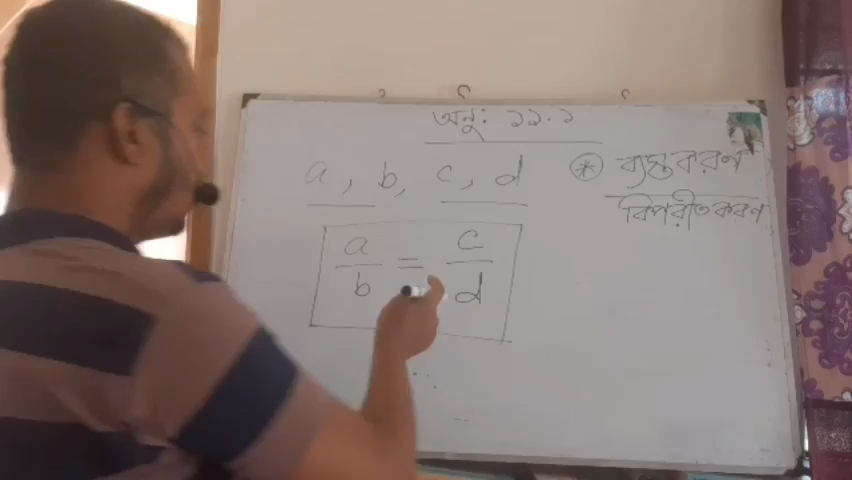 অনু: ১১.১
a, b, c, d
* ব্যস্তকরণ
বিপরীতকরণ
a/b = c/d